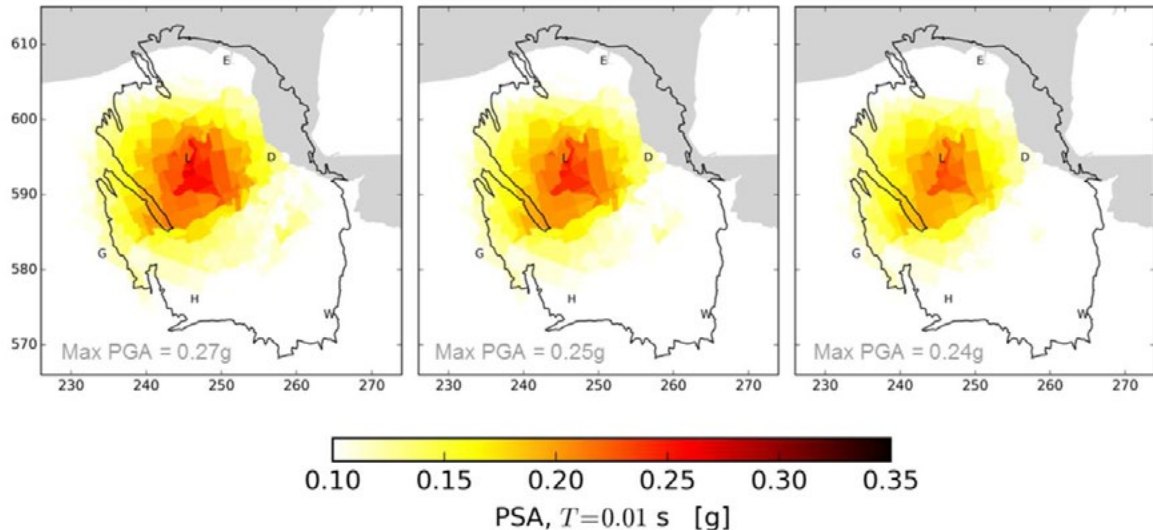 610
600
590
580
570
E
L
D
G
H
W
Max PGA = 0.27g
230
240
250
260
270
E
L
D
G
H
W
Max PGA = 0.25g
230
240
250
260
270
E
L
D
G
H
W
Max PGA = 0.24g
230
240
250
260
270
0.10 0.15 0.20 0.25 0.30 0.35
PSA, T=0.01 s [g]